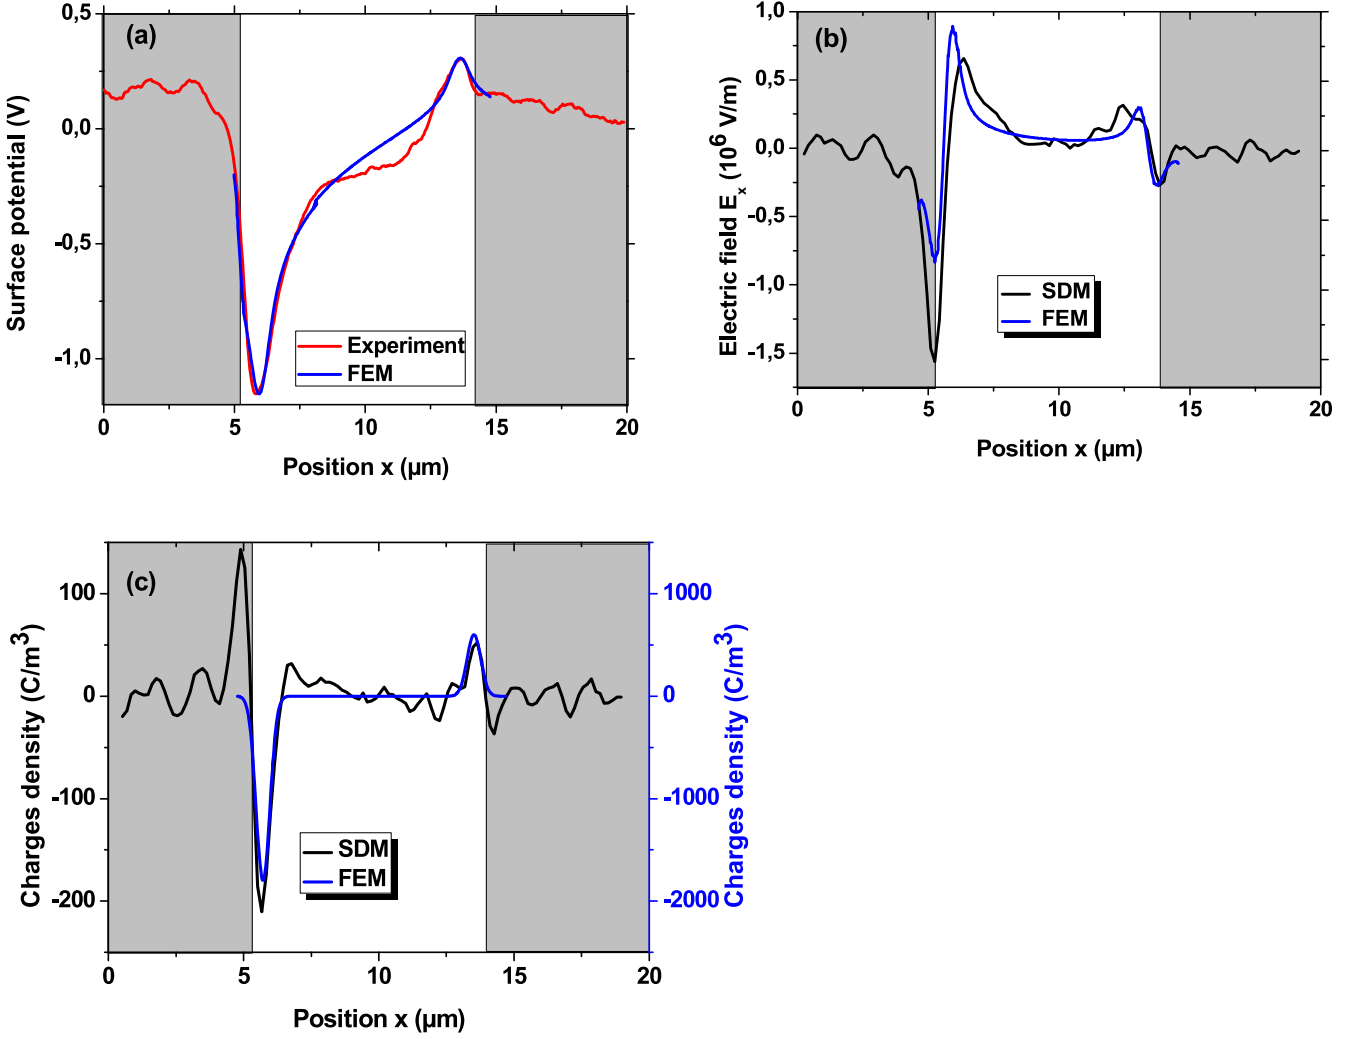 (a)
Surface potential (V)
0,5
0,0
-0,5
-1,0
Experiment
FEM
0 5 10 15 20
Position x (µm)
(b)
Electric field E_x (10^6 V/m)
1,0
0,5
0,0
-0,5
-1,0
-1,5
SDM
FEM
0 5 10 15 20
Position x (µm)
(c)
Charges density (C/m^3)
100
0
-100
-200
SDM
FEM
1000
0
-1000
-2000
Charges density (C/m^3)
0 5 10 15 20
Position x (µm)